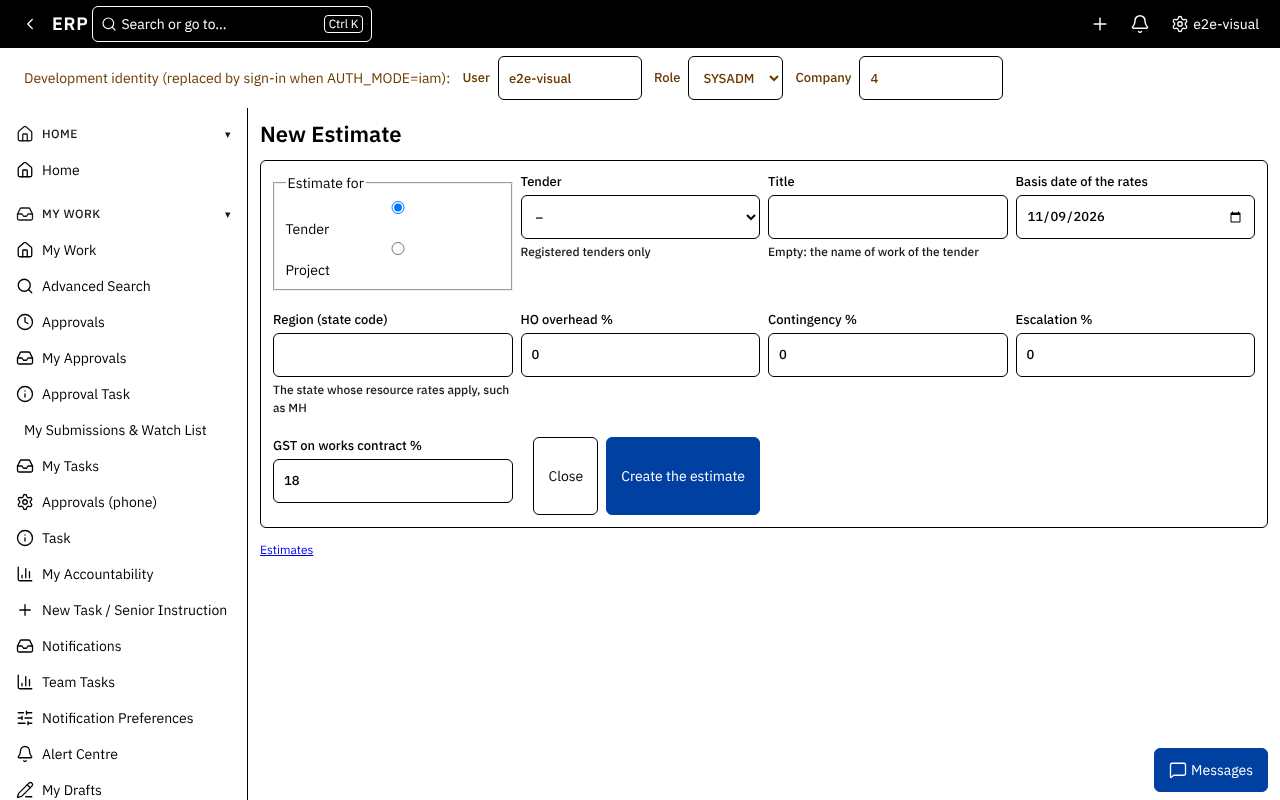 ERP
Search or go to...
Ctrl K
e2e-visual
Development identity (replaced by sign-in when AUTH_MODE=iam):
User
e2e-visual
Role
SYSADM
Company
4
HOME
Home
MY WORK
My Work
Advanced Search
Approvals
My Approvals
Approval Task
My Submissions & Watch List
My Tasks
Approvals (phone)
Task
My Accountability
New Task / Senior Instruction
Notifications
Team Tasks
Notification Preferences
Alert Centre
My Drafts
New Estimate
Estimate for
Tender
Project
Tender
–
Registered tenders only
Title
Empty: the name of work of the tender
Basis date of the rates
11/09/2026
Region (state code)
The state whose resource rates apply, such
as MH
HO overhead %
0
Contingency %
0
Escalation %
0
GST on works contract %
18
Close
Create the estimate
Estimates
Messages